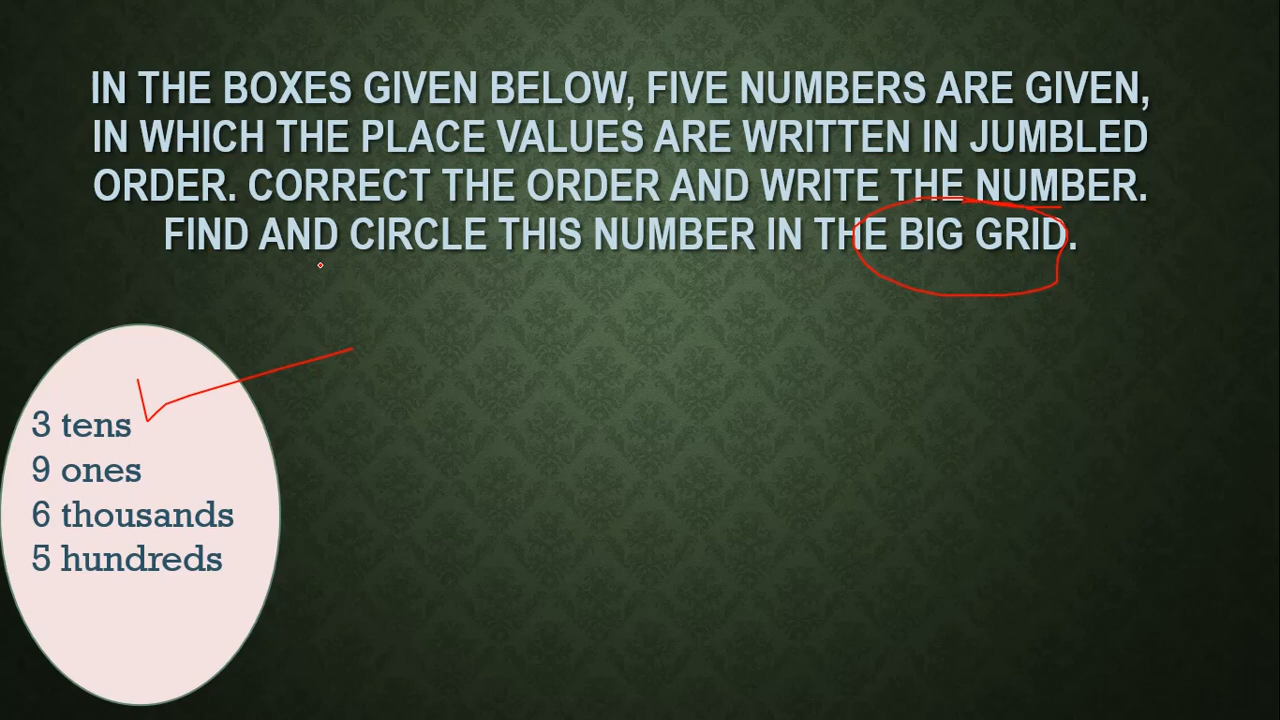 IN THE BOXES GIVEN BELOW, FIVE NUMBERS ARE GIVEN,
IN WHICH THE PLACE VALUES ARE WRITTEN IN JUMBLED
ORDER. CORRECT THE ORDER AND WRITE THE NUMBER.
FIND AND CIRCLE THIS NUMBER IN THE BIG GRID.
3 tens
9 ones
6 thousands
5 hundreds